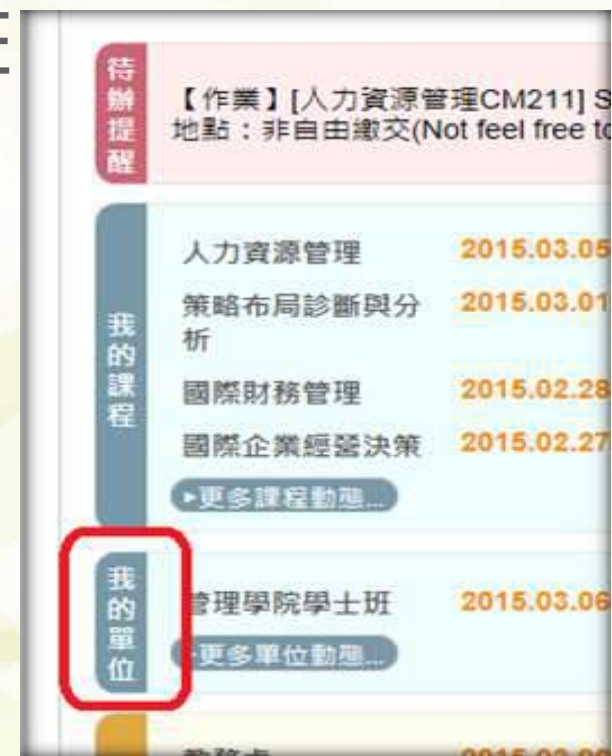 待辦提醒
【作業】[人力資源管理CM211] S
地點：非自由繳交(Not feel free to
我的課程
人力資源管理 2015.03.05
策略布局診斷與分析 2015.03.01
國際財務管理 2015.02.28
國際企業經營決策 2015.02.27
▸更多課程動態...
我的單位
管理學院學士班 2015.03.06
更多單位動態...